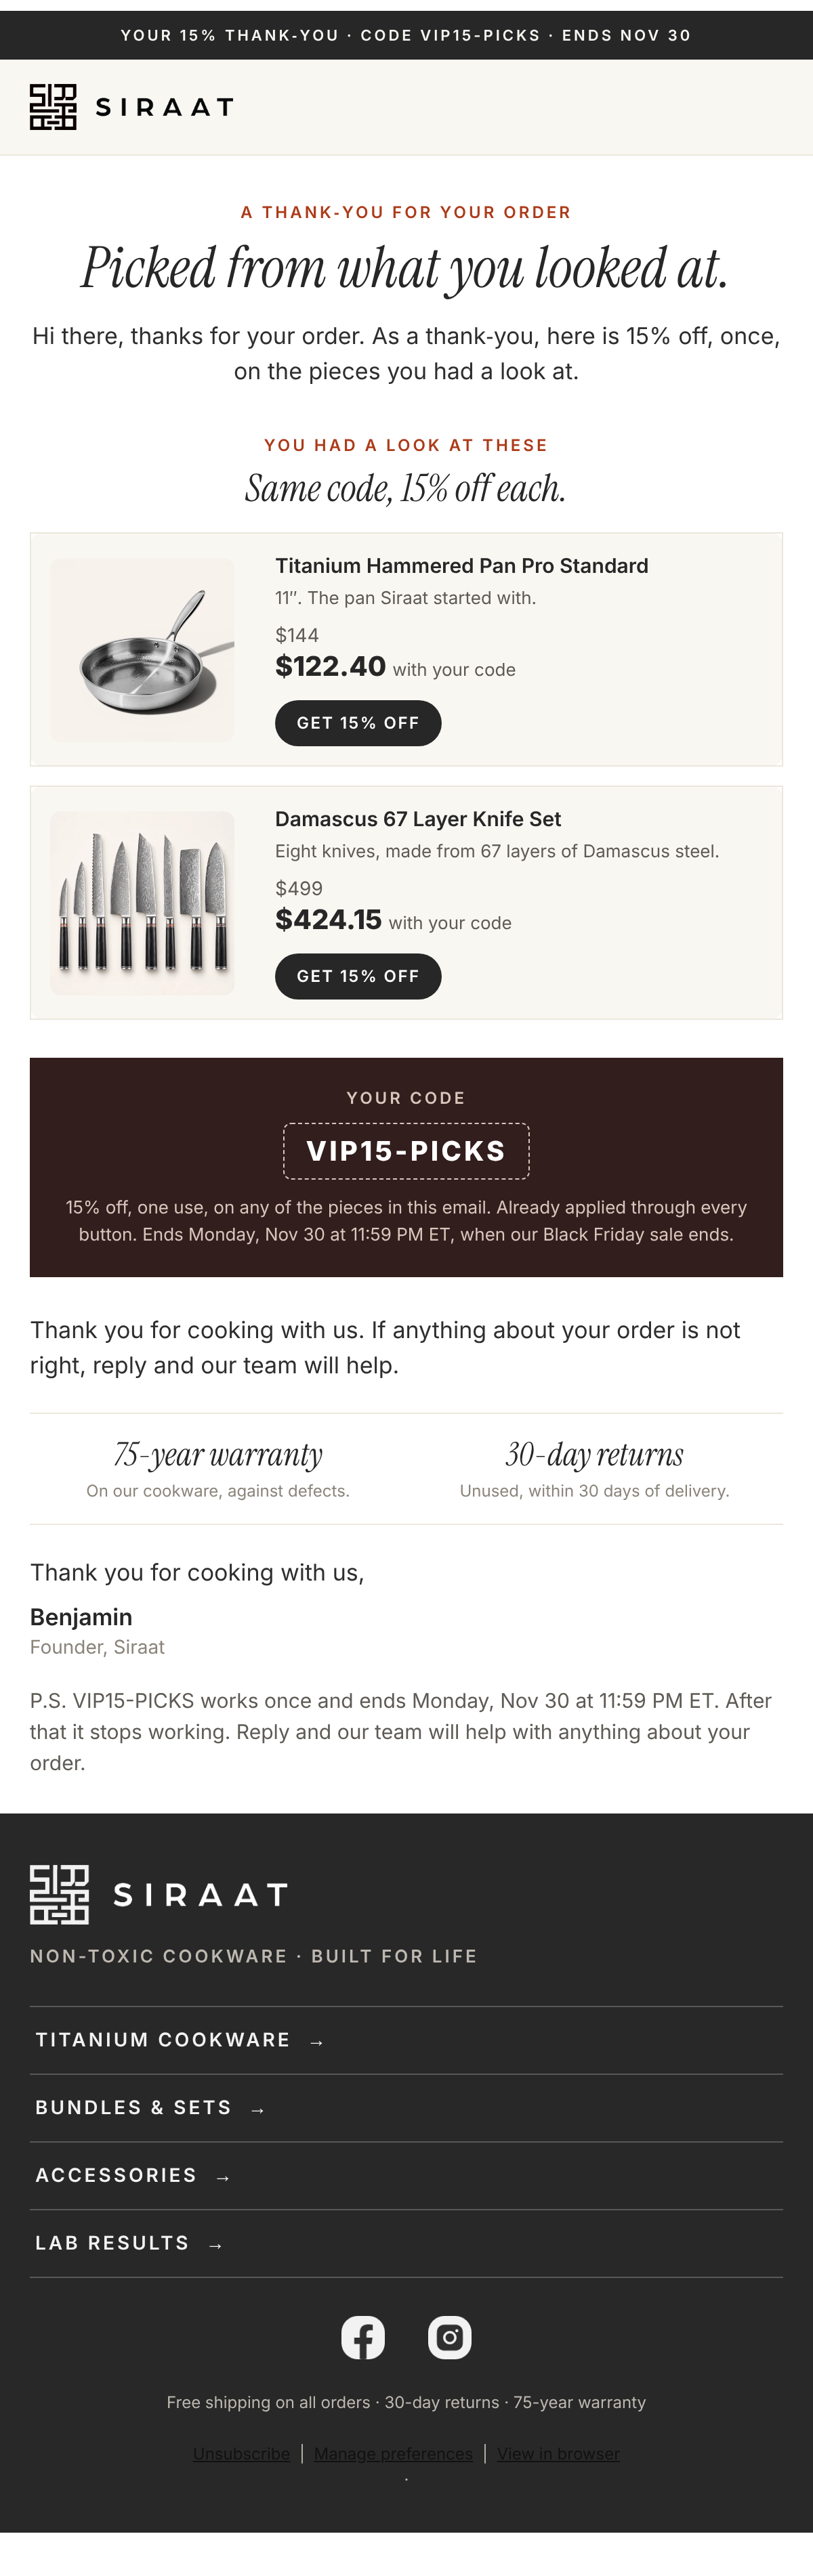 YOUR 15% THANK-YOU · CODE VIP15-PICKS · ENDS NOV 30
SIRAAT
A THANK-YOU FOR YOUR ORDER
Picked from what you looked at.
Hi there, thanks for your order. As a thank-you, here is 15% off, once,
on the pieces you had a look at.
YOU HAD A LOOK AT THESE
Same code, 15% off each.
Titanium Hammered Pan Pro Standard
11″. The pan Siraat started with.
$144
$122.40 with your code
GET 15% OFF
Damascus 67 Layer Knife Set
Eight knives, made from 67 layers of Damascus steel.
$499
$424.15 with your code
GET 15% OFF
YOUR CODE
VIP15-PICKS
15% off, one use, on any of the pieces in this email. Already applied through every
button. Ends Monday, Nov 30 at 11:59 PM ET, when our Black Friday sale ends.
Thank you for cooking with us. If anything about your order is not
right, reply and our team will help.
75-year warranty
On our cookware, against defects.
30-day returns
Unused, within 30 days of delivery.
Thank you for cooking with us,
Benjamin
Founder, Siraat
P.S. VIP15-PICKS works once and ends Monday, Nov 30 at 11:59 PM ET. After
that it stops working. Reply and our team will help with anything about your
order.
SIRAAT
NON-TOXIC COOKWARE · BUILT FOR LIFE
TITANIUM COOKWARE →
BUNDLES & SETS →
ACCESSORIES →
LAB RESULTS →
Free shipping on all orders · 30-day returns · 75-year warranty
Unsubscribe | Manage preferences | View in browser
·